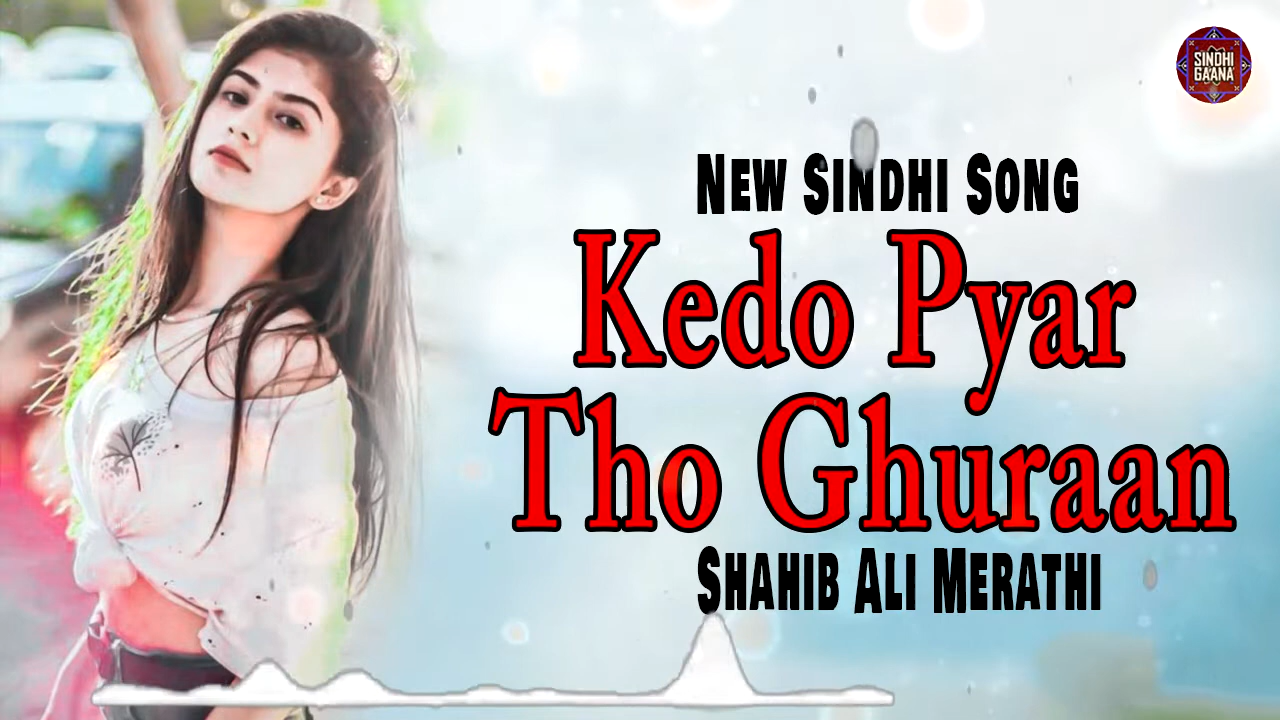 SINDHI
GAANA
New Sindhi Song
Kedo Pyar
Tho Ghuraan
Shahib Ali Merathi